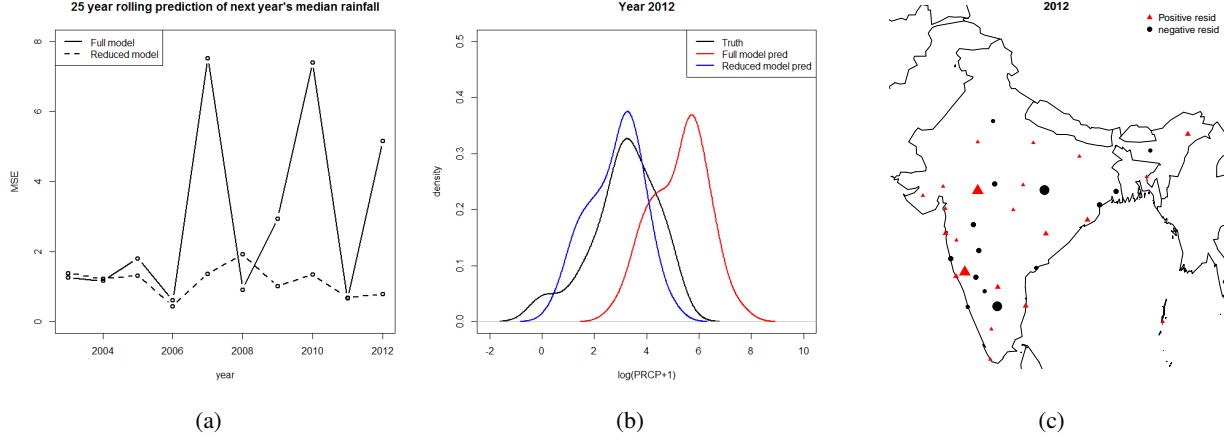 25 year rolling prediction of next year's median rainfall
Full model
Reduced model
8
6
4
2
0
MSE
2004 2006 2008 2010 2012
year
(a)
Year 2012
Truth
Full model pred
Reduced model pred
0.5
0.4
0.3
0.2
0.1
0.0
density
-2 0 2 4 6 8 10
log(PRCP+1)
(b)
2012
Positive resid
negative resid
(c)